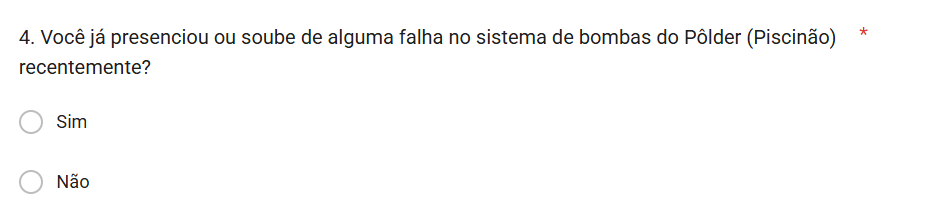 4. Você já presenciou ou soube de alguma falha no sistema de bombas do Pôlder (Piscinão) *
recentemente?
Sim
Não